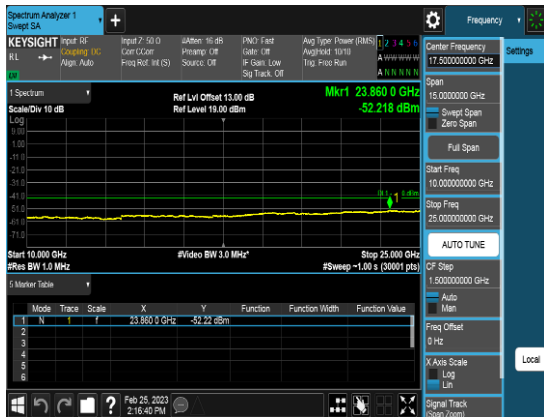 Spectrum Analyzer 1
Swept SA
+
Frequency
KEYSIGHT
RL
Input: RF
Coupling: DC
Align: Auto
Input Z: 50 Ω
Corr CCorr
Freq Ref: Int (S)
#Atten: 16 dB
Preamp: Off
Source: Off
PNO: Fast
Gate: Off
IF Gain: Low
Sig Track: Off
Avg Type: Power (RMS)
Avg|Hold: 10/10
Trig: Free Run
1 2 3 4 5 6
A W W W W W
A N N N N N
1 Spectrum
Scale/Div 10 dB
Ref Lvl Offset 13.00 dB
Ref Level 19.00 dBm
Mkr1 23.860 0 GHz
-52.218 dBm
Log
9.00
-1.00
-11.0
-21.0
-31.0
-41.0
-51.0
-61.0
-71.0
1
Start 10.000 GHz
#Res BW 1.0 MHz
#Video BW 3.0 MHz*
Stop 25.000 GHz
#Sweep ~1.00 s (30001 pts)
5 Marker Table
Mode Trace Scale X Y Function Function Width Function Value
1 N 1 f 23.860 0 GHz -52.22 dBm
2
3
4
5
6
Feb 25, 2023
2:16:40 PM
Center Frequency
17.500000000 GHz
Settings
Span
15.0000000 GHz
Swept Span
Zero Span
Full Span
Start Freq
10.000000000 GHz
Stop Freq
25.000000000 GHz
AUTO TUNE
CF Step
1.500000000 GHz
Auto
Man
Freq Offset
0 Hz
X Axis Scale
Log
Lin
Local
Signal Track
(Span Zoom)